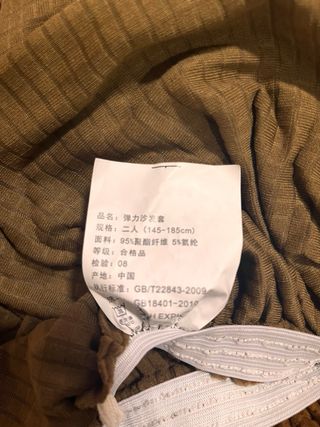 品名: 弹力沙发套
规格: 二人 (145-185cm)
面料: 95%聚酯纤维 5%氨纶
等级: 合格品
检验: 08
产地: 中国
行标准: GB/T22843-2009
GB18401-2010